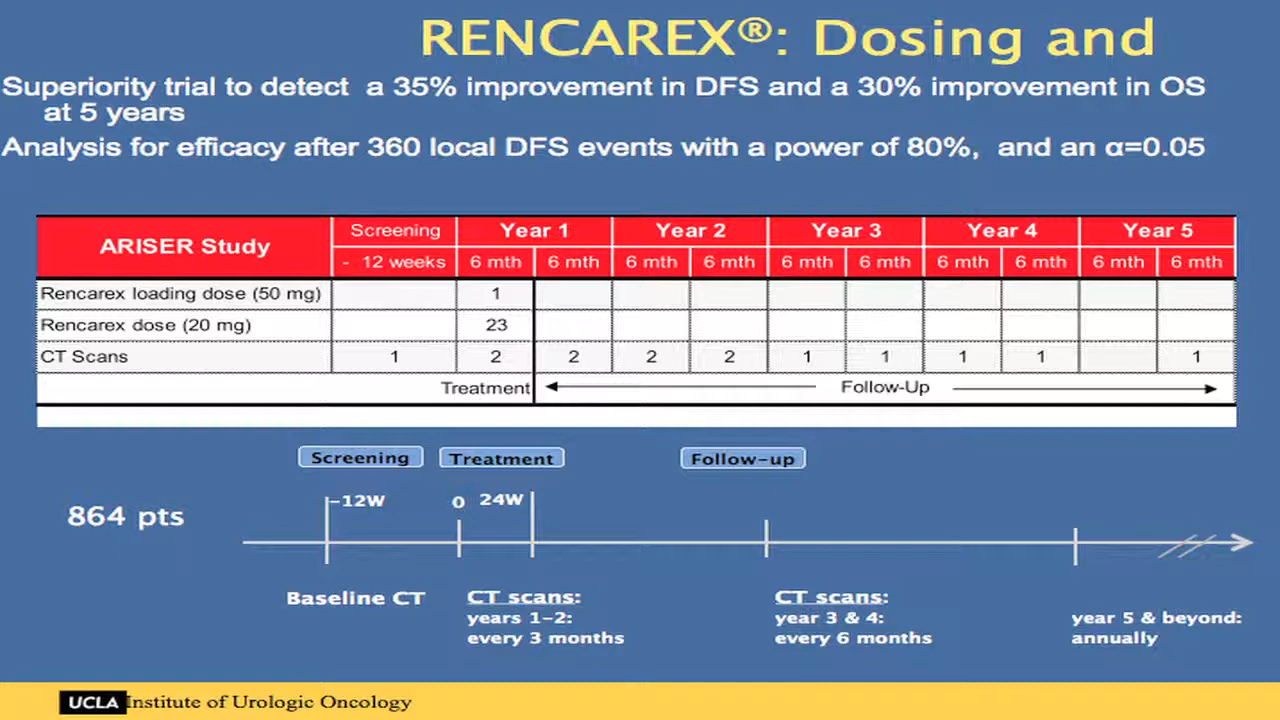 RENCAREX®: Dosing and
Superiority trial to detect a 35% improvement in DFS and a 30% improvement in OS
at 5 years
Analysis for efficacy after 360 local DFS events with a power of 80%, and an α=0.05
ARISER Study Screening Year 1 Year 2 Year 3 Year 4 Year 5
- 12 weeks 6 mth 6 mth 6 mth 6 mth 6 mth 6 mth 6 mth 6 mth 6 mth 6 mth
Rencarex loading dose (50 mg) 1
Rencarex dose (20 mg) 23
CT Scans 1 2 2 2 2 1 1 1 1 1
Treatment Follow-Up
Screening Treatment Follow-up
-12W 0 24W
864 pts
Baseline CT
CT scans:
years 1-2:
every 3 months
CT scans:
year 3 & 4:
every 6 months
year 5 & beyond:
annually
UCLA Institute of Urologic Oncology